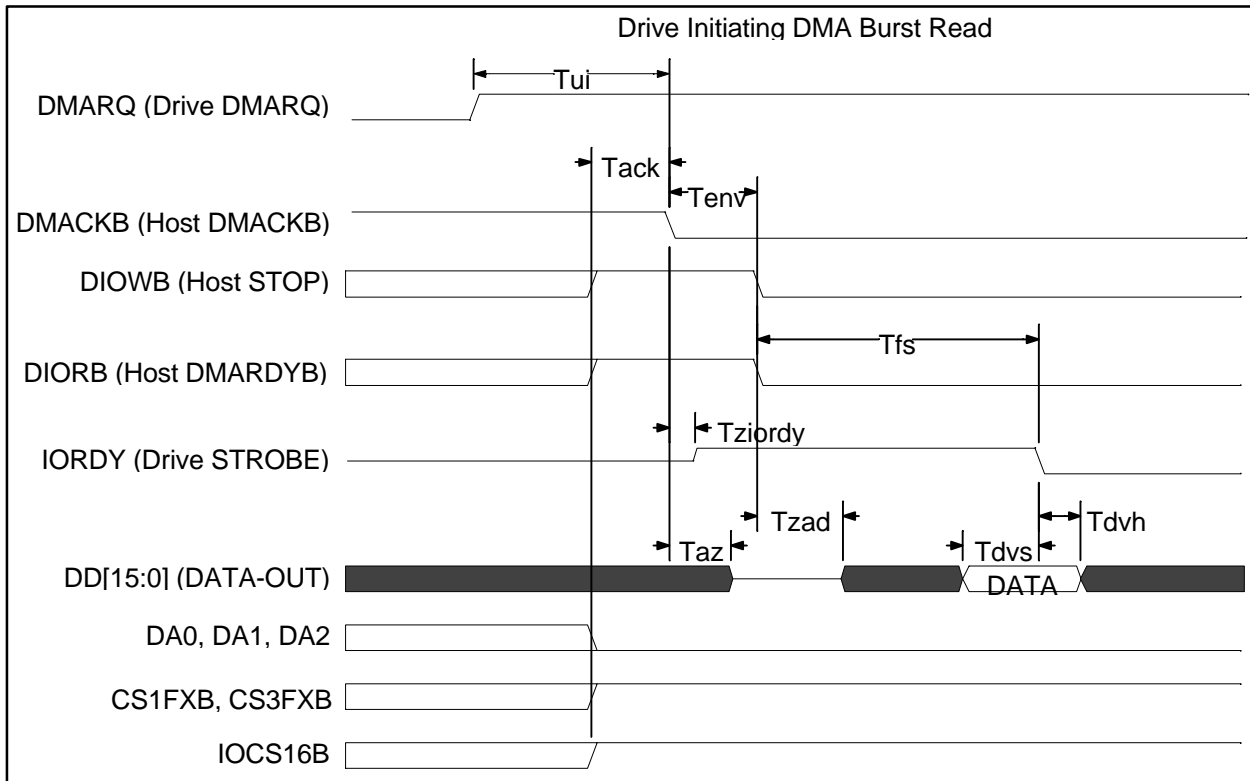 Drive Initiating DMA Burst Read
Tui
DMARQ (Drive DMARQ)
Tack
Tenv
DMACKB (Host DMACKB)
DIOWB (Host STOP)
Tfs
DIORB (Host DMARDYB)
Tziordy
IORDY (Drive STROBE)
Tzad
Tdvh
Taz
Tdvs
DD[15:0] (DATA-OUT)
DATA
DA0, DA1, DA2
CS1FXB, CS3FXB
IOCS16B